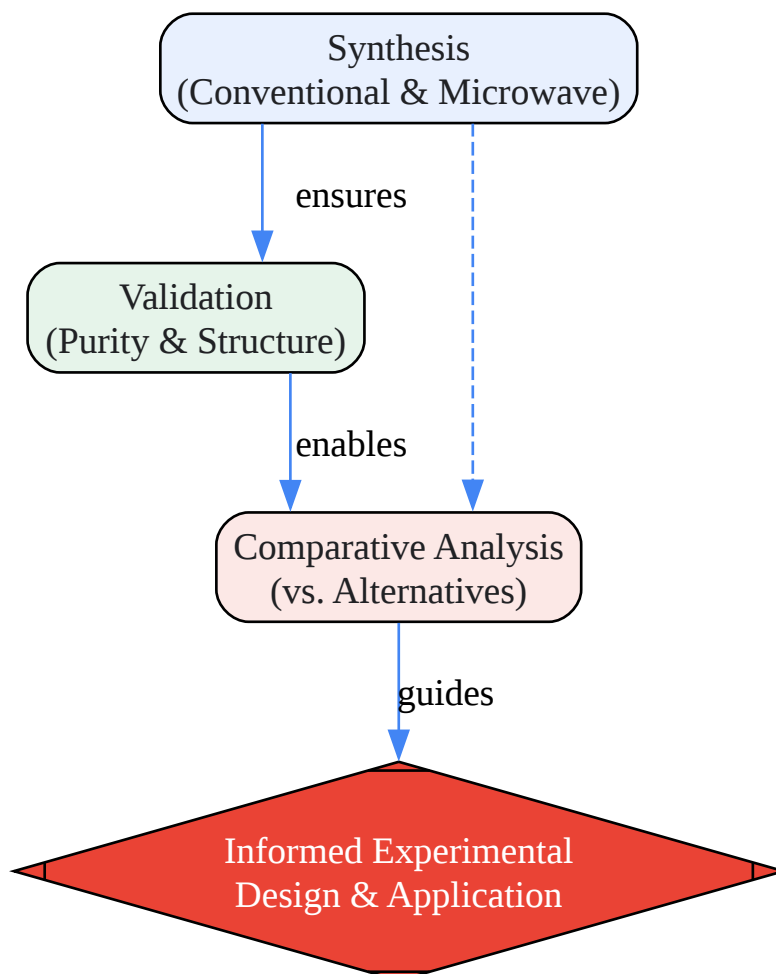 Synthesis
(Conventional & Microwave)
ensures
Validation
(Purity & Structure)
enables
Comparative Analysis
(vs. Alternatives)
guides
Informed Experimental
Design & Application